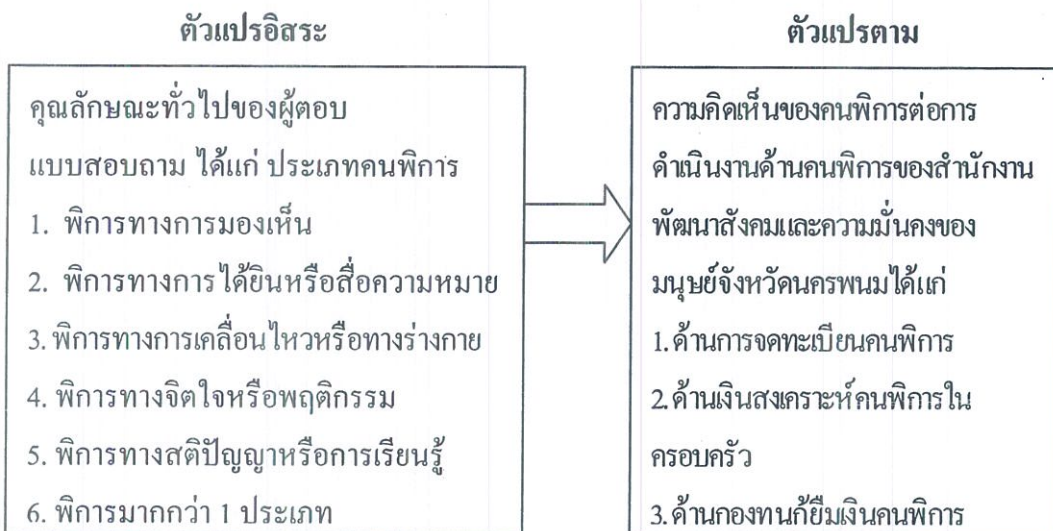 ตัวแปรอิสระ
คุณลักษณะทั่วไปของผู้ตอบ
แบบสอบถาม ได้แก่ ประเภทคนพิการ
1. พิการทางการมองเห็น
2. พิการทางการได้ยินหรือสื่อความหมาย
3. พิการทางการเคลื่อนไหวหรือทางร่างกาย
4. พิการทางจิตใจหรือพฤติกรรม
5. พิการทางสติปัญญาหรือการเรียนรู้
6. พิการมากกว่า 1 ประเภท
ตัวแปรตาม
ความคิดเห็นของคนพิการต่อการ
ดำเนินงานด้านคนพิการของสำนักงาน
พัฒนาสังคมและความมั่นคงของ
มนุษย์จังหวัดนครพนมได้แก่
1. ด้านการจดทะเบียนคนพิการ
2. ด้านเงินสงเคราะห์คนพิการใน
ครอบครัว
3. ด้านกองทุนกู้ยืมเงินคนพิการ